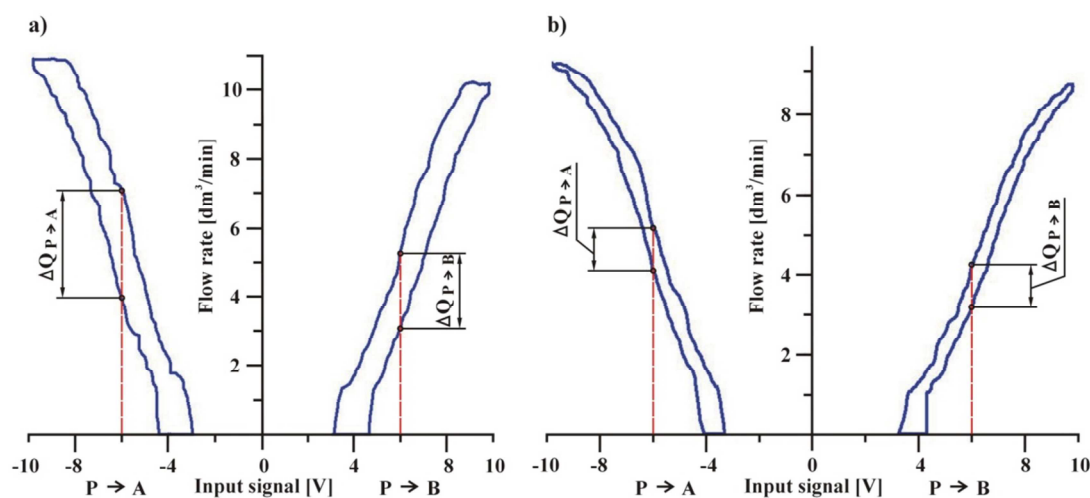 a)
10
8
6
4
2
Flow rate [dm³/min]
ΔQ P→A
ΔQ P→B
-10 -8 -4 0 4 8 10
P → A Input signal [V] P → B
b)
8
6
4
2
Flow rate [dm³/min]
ΔQ P→A
ΔQ P→B
-10 -8 -4 0 4 8 10
P → A Input signal [V] P → B